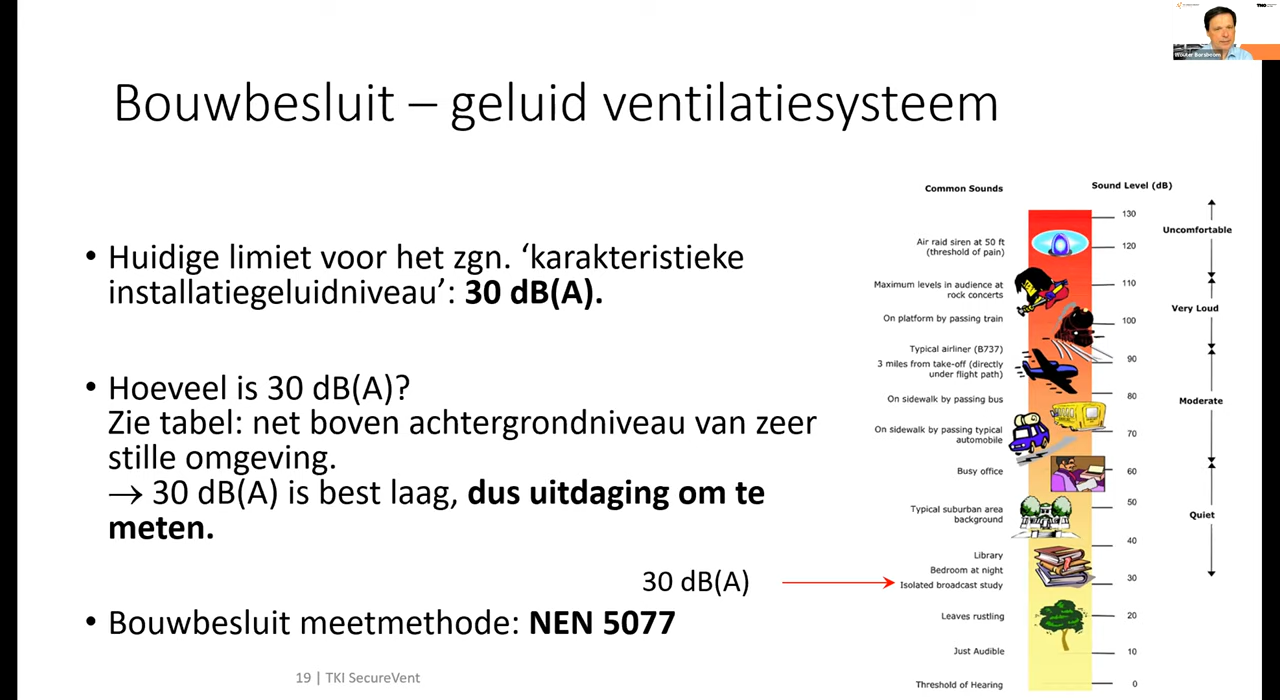 Bouwbesluit – geluid ventilatiesysteem
• Huidige limiet voor het zgn. ‘karakteristieke
installatiegeluidniveau’: 30 dB(A).
• Hoeveel is 30 dB(A)?
Zie tabel: net boven achtergrondniveau van zeer
stille omgeving.
→ 30 dB(A) is best laag, dus uitdaging om te
meten.
30 dB(A)
• Bouwbesluit meetmethode: NEN 5077
19 | TKI SecureVent
Common Sounds
Sound Level (dB)
Air raid siren at 50 ft
(threshold of pain)
Maximum levels in audience at
rock concerts
On platform by passing train
Typical airliner (B737)
3 miles from take-off (directly
under flight path)
On sidewalk by passing bus
On sidewalk by passing typical
automobile
Busy office
Typical suburban area
background
Library
Bedroom at night
Isolated broadcast study
Leaves rustling
Just Audible
Threshold of Hearing
130
120
110
100
90
80
70
60
50
40
30
20
10
0
Uncomfortable
Very Loud
Moderate
Quiet
Wouter Borsboom
TNO